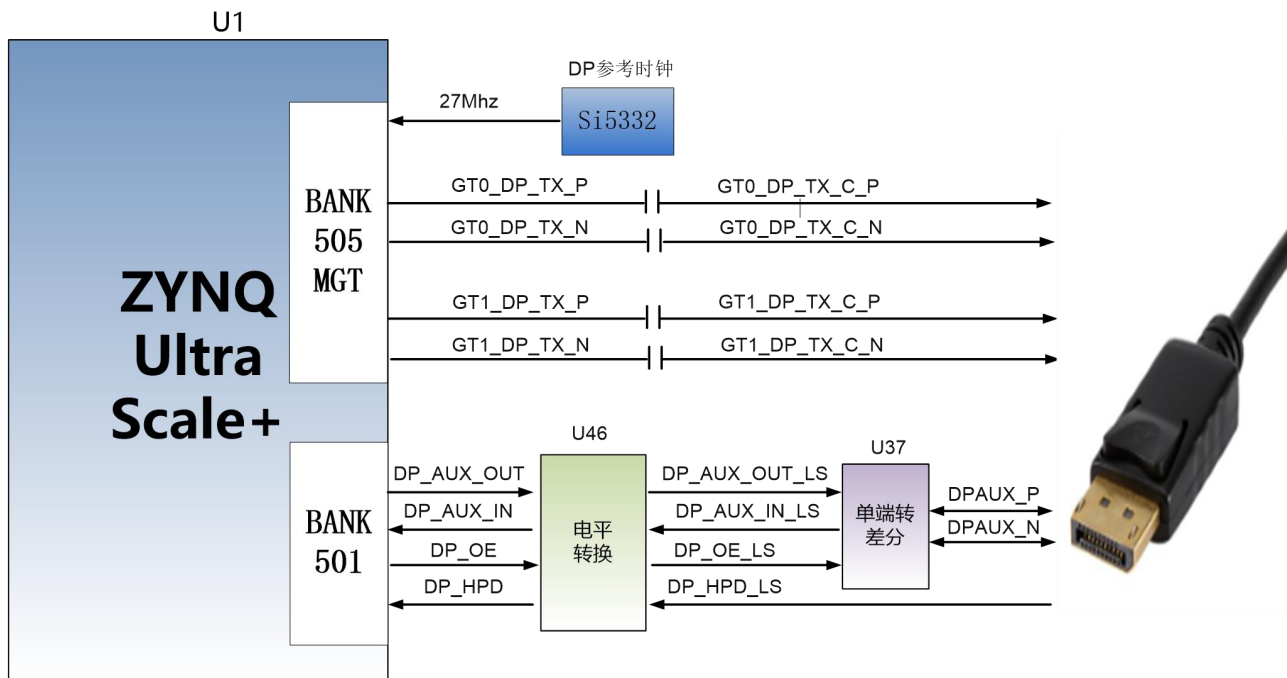 U1
DP参考时钟
27Mhz
Si5332
BANK
505
MGT
GT0_DP_TX_P
GT0_DP_TX_C_P
GT0_DP_TX_N
GT0_DP_TX_C_N
GT1_DP_TX_P
GT1_DP_TX_C_P
GT1_DP_TX_N
GT1_DP_TX_C_N
ZYNQ
Ultra
Scale+
U46
U37
BANK
501
DP_AUX_OUT
DP_AUX_IN
DP_OE
DP_HPD
电平
转换
DP_AUX_OUT_LS
DP_AUX_IN_LS
DP_OE_LS
DP_HPD_LS
单端转
差分
DPAUX_P
DPAUX_N